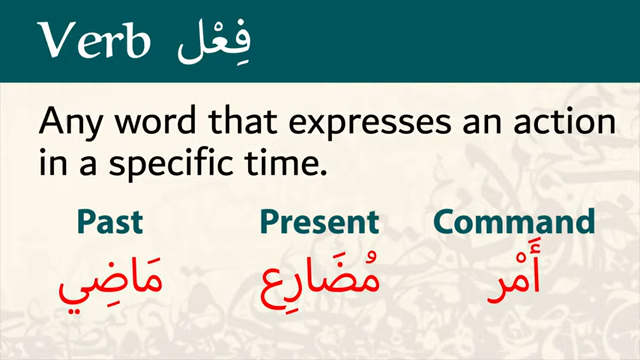 Verb فِعْل
Any word that expresses an action
in a specific time.
Past Present Command
مَاضِي مُضَارِع أَمْر